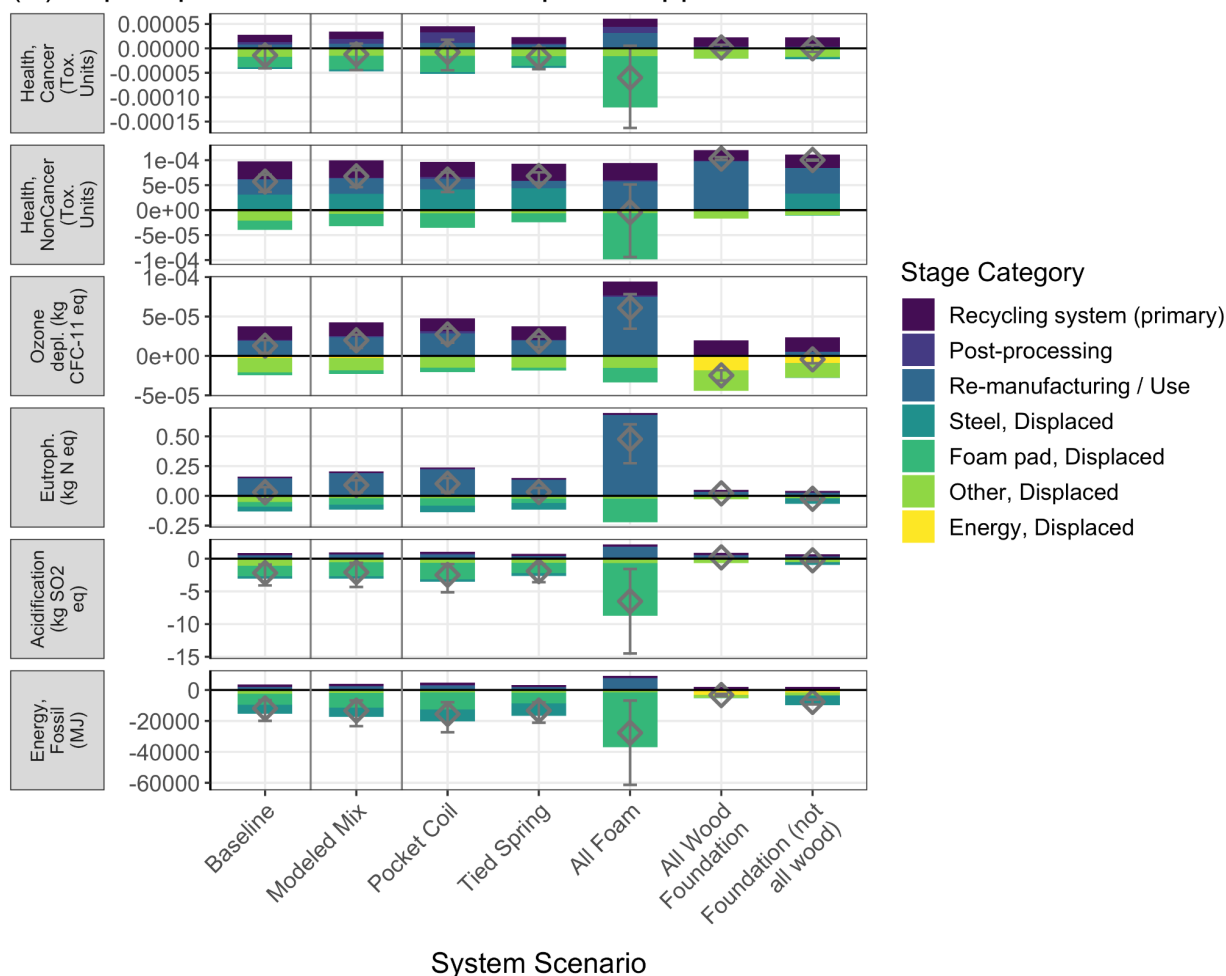 Health,
Cancer
(Tox.
Units)
0.00005
0.00000
-0.00005
-0.00010
-0.00015
Health,
NonCancer
(Tox.
Units)
1e-04
5e-05
0e+00
-5e-05
-1e-04
Ozone
depl. (kg
CFC-11 eq)
1e-04
5e-05
0e+00
-5e-05
Eutroph.
(kg N eq)
0.50
0.25
0.00
-0.25
Acidification
(kg SO2
eq)
0
-5
-10
-15
Energy,
Fossil
(MJ)
0
-20000
-40000
-60000
Baseline
Modeled Mix
Pocket Coil
Tied Spring
All Foam
All Wood
Foundation
Foundation (not
all wood)
System Scenario
Stage Category
Recycling system (primary)
Post-processing
Re-manufacturing / Use
Steel, Displaced
Foam pad, Displaced
Other, Displaced
Energy, Displaced